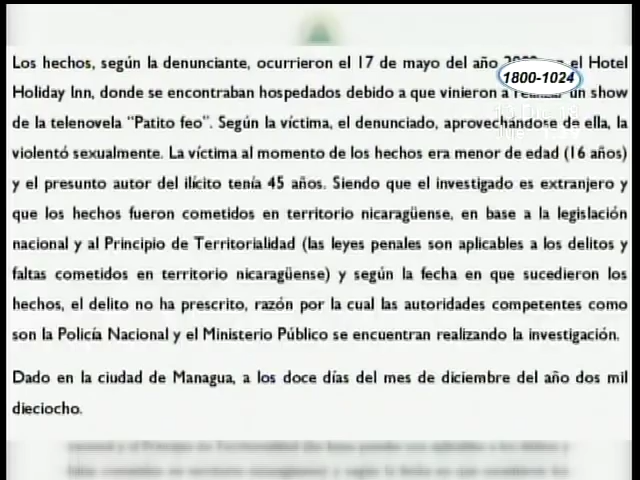 Los hechos, según la denunciante, ocurrieron el 17 de mayo del año el Hotel
1800-1024
Holiday Inn, donde se encontraban hospedados debido a que vinieron a realizar un show
de la telenovela "Patito feo". Según la víctima, el denunciado, aprovechándose de ella, la
violentó sexualmente. La víctima al momento de los hechos era menor de edad (16 años)
y el presunto autor del ilícito tenía 45 años. Siendo que el investigado es extranjero y
que los hechos fueron cometidos en territorio nicaragüense, en base a la legislación
nacional y al Principio de Territorialidad (las leyes penales son aplicables a los delitos y
faltas cometidos en territorio nicaragüense) y según la fecha en que sucedieron los
hechos, el delito no ha prescrito, razón por la cual las autoridades competentes como
son la Policía Nacional y el Ministerio Público se encuentran realizando la investigación.
Dado en la ciudad de Managua, a los doce días del mes de diciembre del año dos mil
dieciocho.